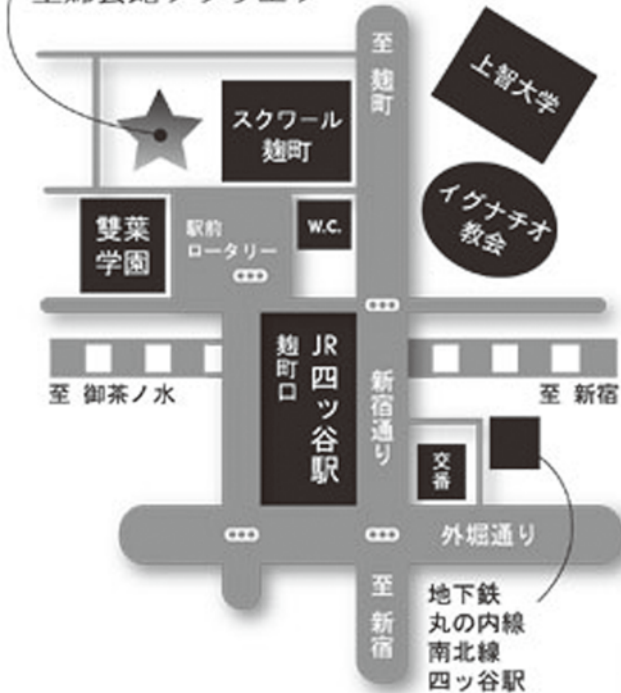 至 麹町
上智大学
スクワール
麹町
イグナチオ
教会
雙葉
学園
駅前
ロータリー
W.C.
JR四ッ谷駅
麹町口
新宿通り
至 御茶ノ水
至 新宿
交番
外堀通り
至 新宿
地下鉄
丸の内線
南北線
四ッ谷駅